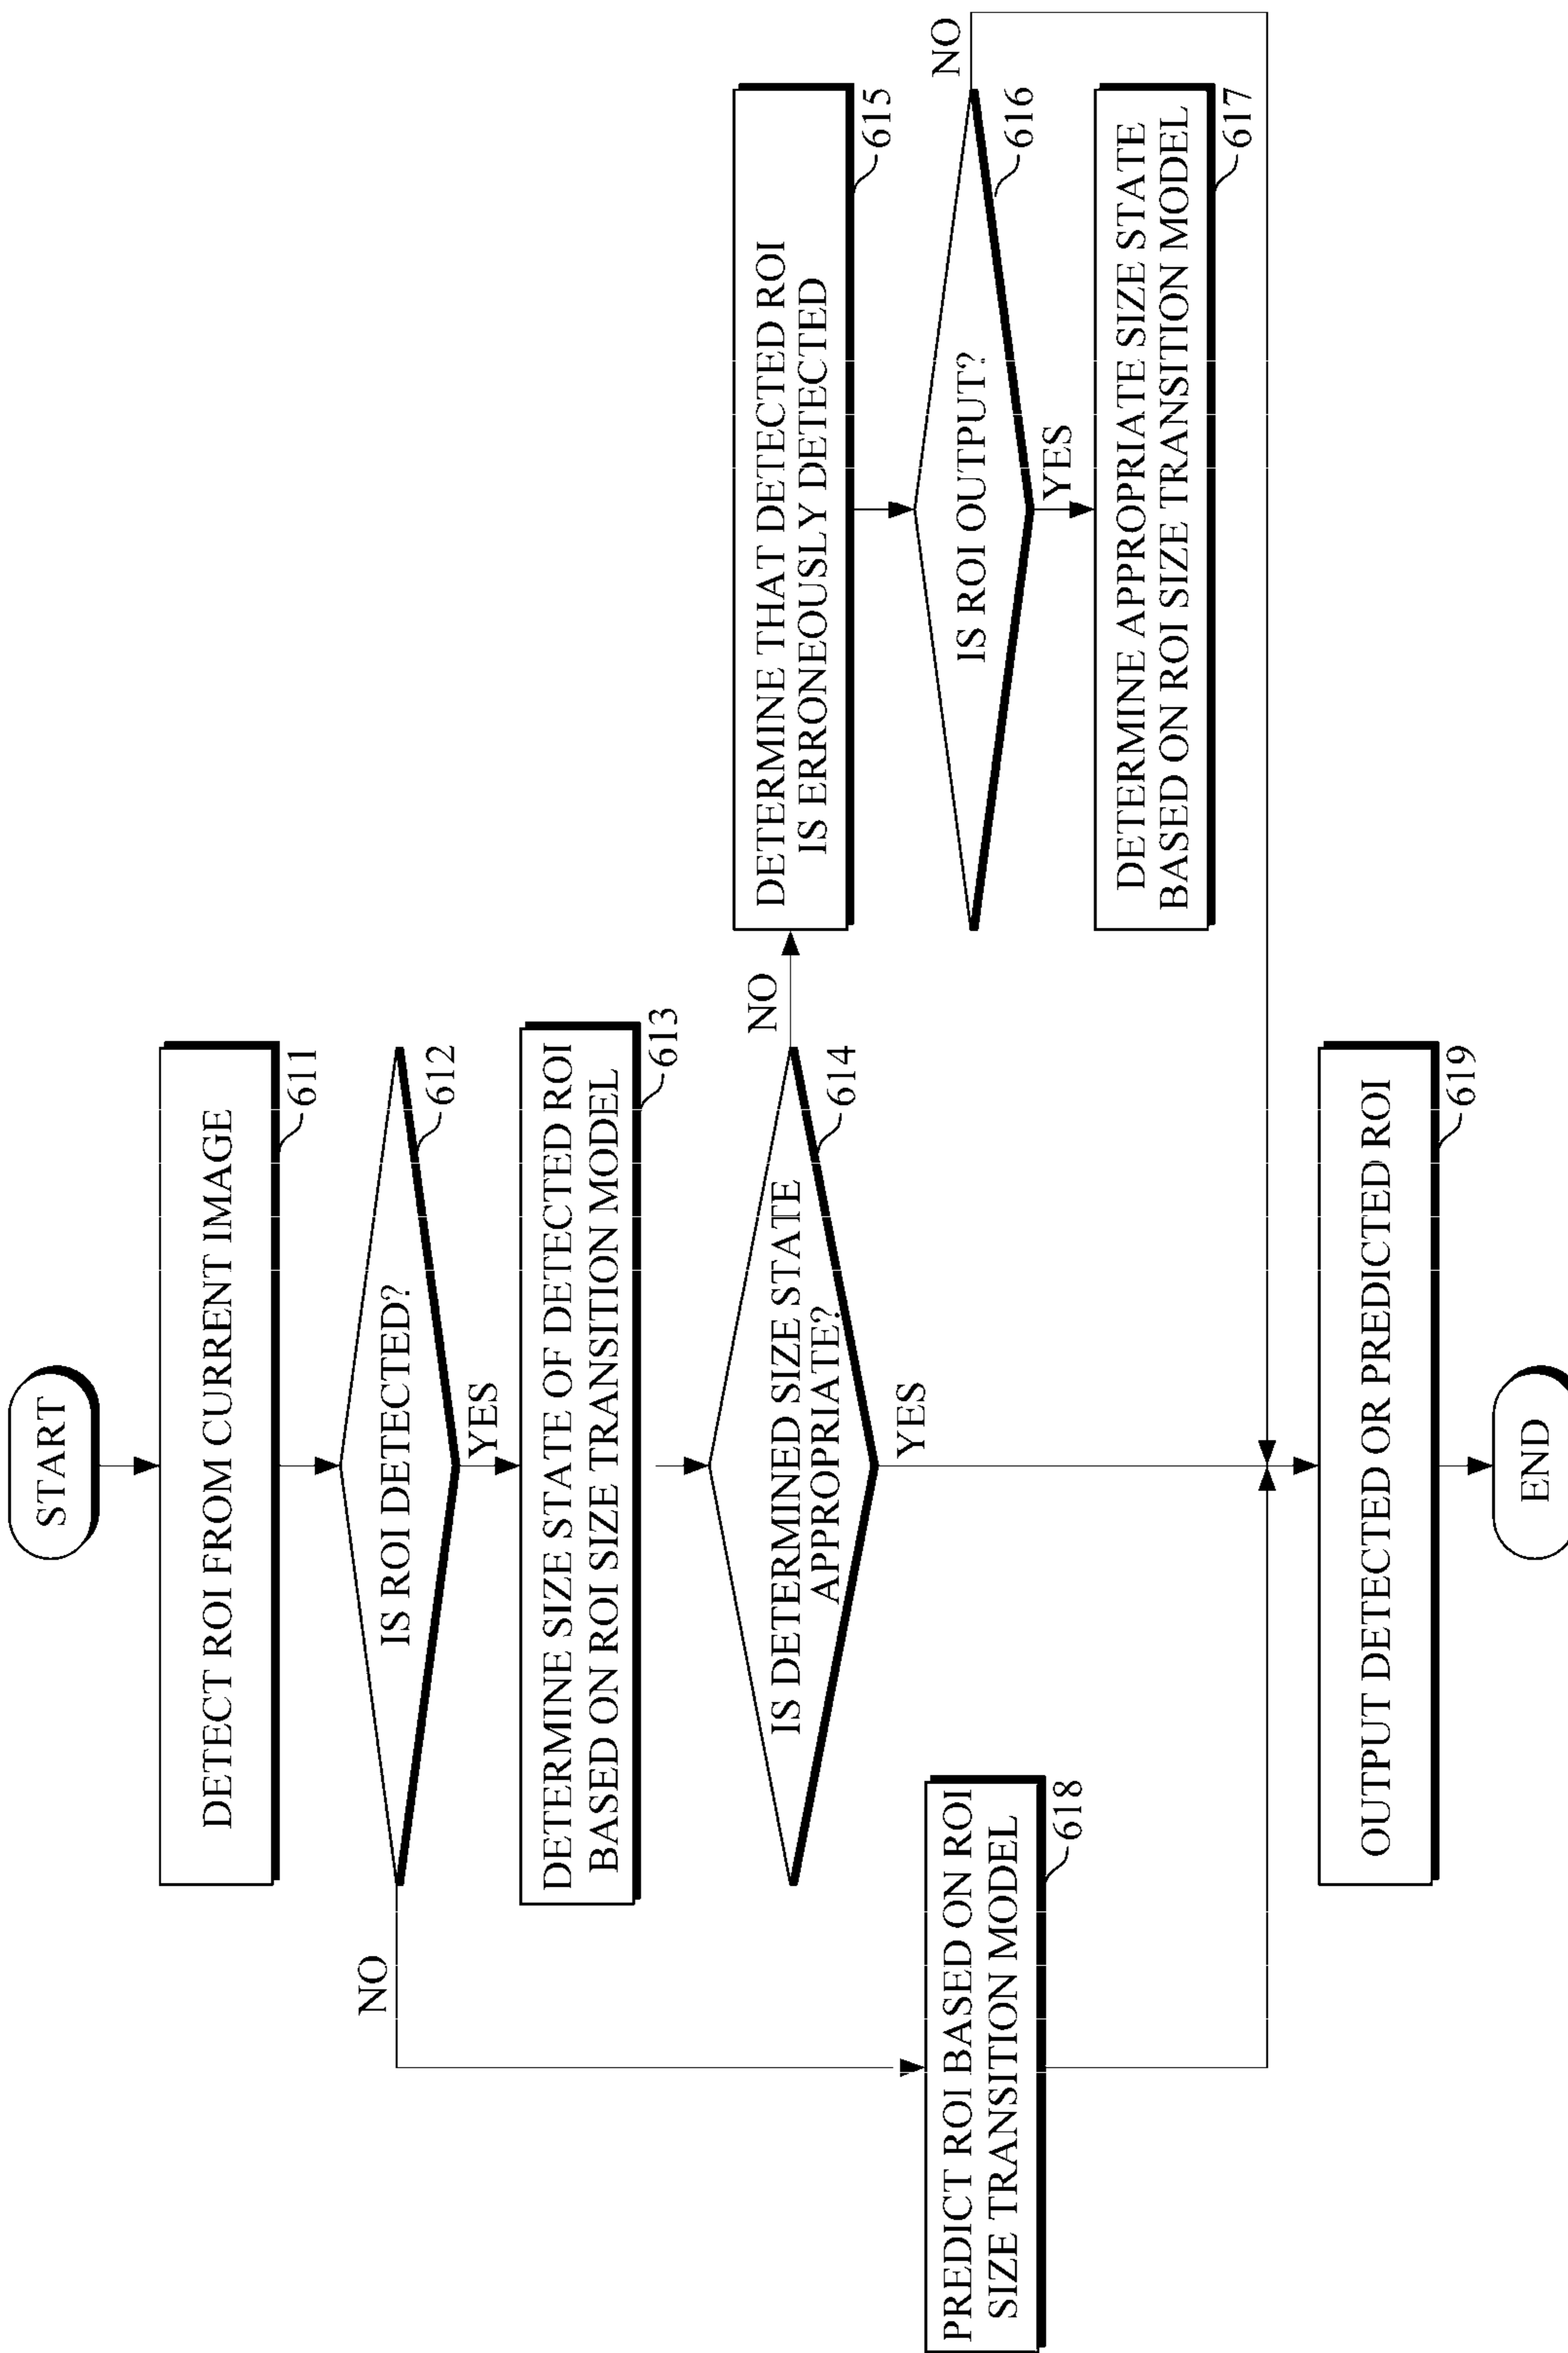 START
DETECT ROI FROM CURRENT IMAGE
611
IS ROI DETECTED?
612
NO
YES
DETERMINE SIZE STATE OF DETECTED ROI
BASED ON ROI SIZE TRANSITION MODEL
613
IS DETERMINED SIZE STATE
APPROPRIATE?
614
NO
YES
DETERMINE THAT DETECTED ROI
IS ERRONEOUSLY DETECTED
615
IS ROI OUTPUT?
616
NO
YES
DETERMINE APPROPRIATE SIZE STATE
BASED ON ROI SIZE TRANSITION MODEL
617
PREDICT ROI BASED ON ROI
SIZE TRANSITION MODEL
618
OUTPUT DETECTED OR PREDICTED ROI
619
END